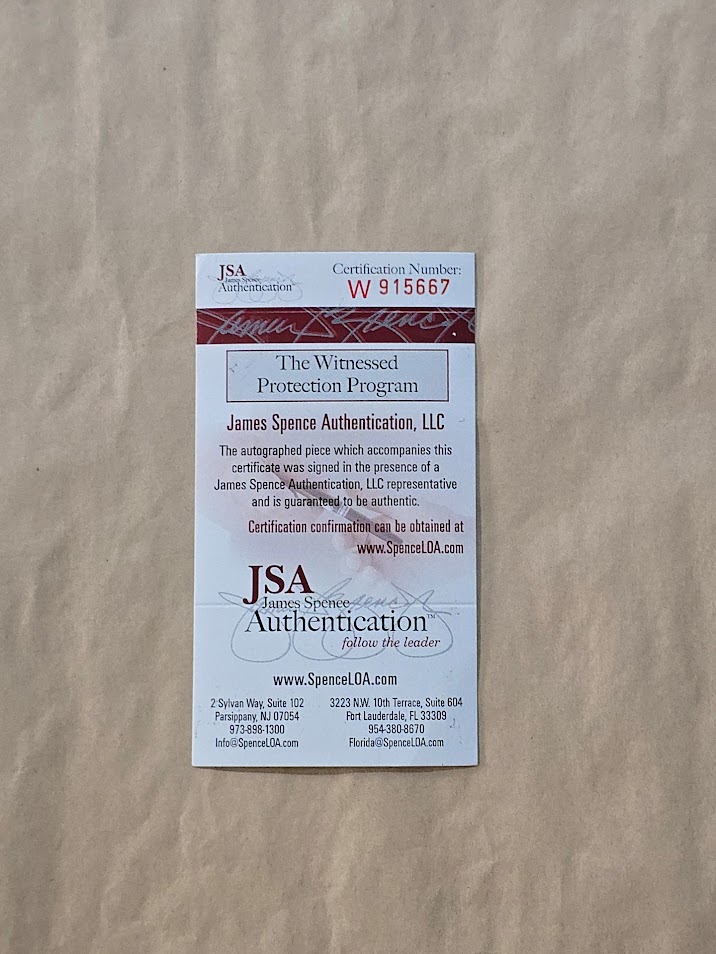 JSA
James Spence
Authentication
Certification Number:
W 915667
The Witnessed
Protection Program
James Spence Authentication, LLC
The autographed piece which accompanies this
certificate was signed in the presence of a
James Spence Authentication, LLC representative
and is guaranteed to be authentic.
Certification confirmation can be obtained at
www.SpenceLOA.com
JSA
James Spence
Authentication™
follow the leader
www.SpenceLOA.com
2 Sylvan Way, Suite 102
Parsippany, NJ 07054
973-898-1300
Info@SpenceLOA.com
3223 N.W. 10th Terrace, Suite 604
Fort Lauderdale, FL 33309
954-380-8670
Florida@SpenceLOA.com